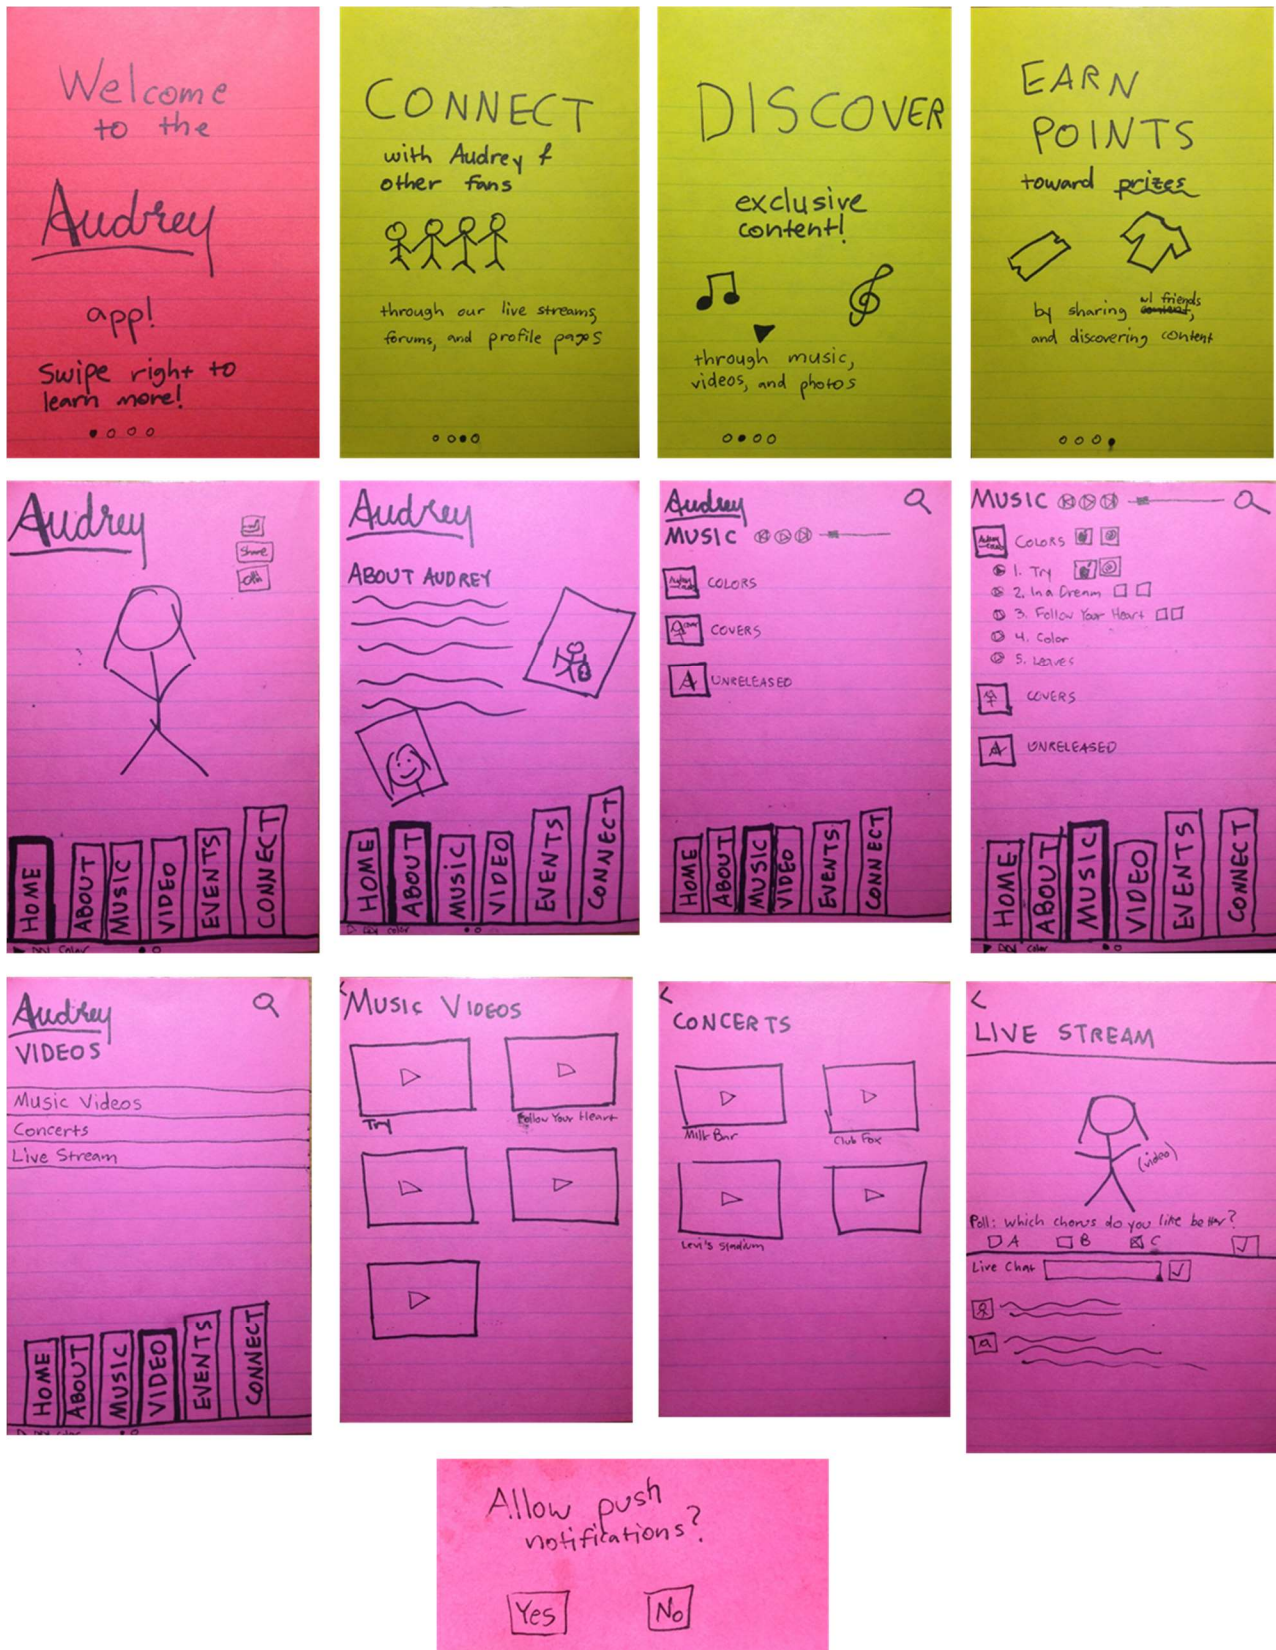 Welcome
to the
Audrey
app!
Swipe right to
learn more!
CONNECT
with Audrey &
other fans
through our live streams,
forums, and profile pages
DISCOVER
exclusive
content!
through music,
videos, and photos
EARN
POINTS
toward prizes
w/ friends
by sharing content,
and discovering content
Audrey
Share
HOME
ABOUT
MUSIC
VIDEO
EVENTS
CONNECT
Color
Audrey
ABOUT AUDREY
HOME
ABOUT
MUSIC
VIDEO
EVENTS
CONNECT
Color
Audrey
MUSIC
COLORS
COVERS
A UNRELEASED
HOME
ABOUT
MUSIC
VIDEO
EVENTS
CONNECT
MUSIC
COLORS
1. Try
2. In a Dream
3. Follow Your Heart
4. Color
5. Leaves
COVERS
A UNRELEASED
HOME
ABOUT
MUSIC
VIDEO
EVENTS
CONNECT
Color
Audrey
VIDEOS
Music Videos
Concerts
Live Stream
HOME
ABOUT
MUSIC
VIDEO
EVENTS
CONNECT
MUSIC VIDEOS
Try
Follow Your Heart
CONCERTS
Milk Bar
Club Fox
Levi's Stadium
LIVE STREAM
(video)
Poll: which chorus do you like better?
A B C
Live Chat
Allow push
notifications?
Yes No